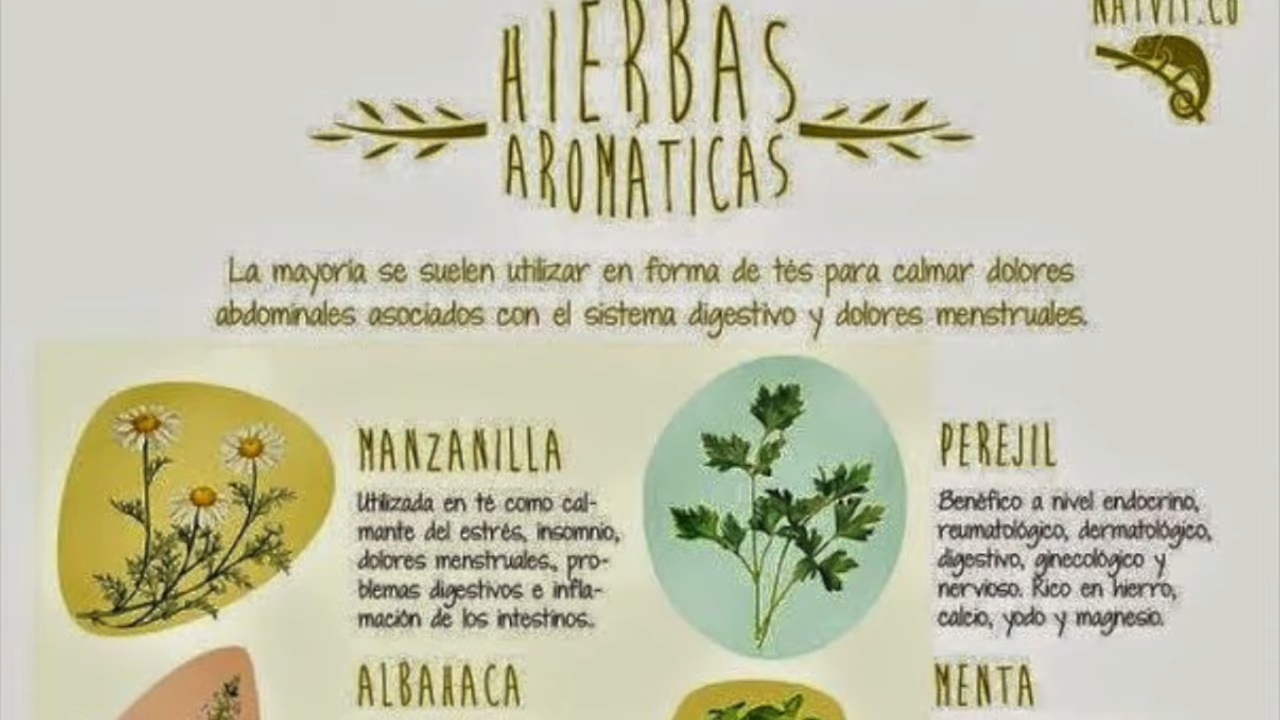 NATVIT.CO
HIERBAS
AROMÁTICAS
La mayoría se suelen utilizar en forma de tés para calmar dolores
abdominales asociados con el sistema digestivo y dolores menstruales.
MANZANILLA
Utilizada en té como cal-
mante del estrés, insomnio,
dolores menstruales., pro-
blemas digestivos e infla-
mación de los intestinos.
PEREJIL
Benéfico a nivel endocrino,
reumatológico, dermatológico,
digestivo, ginecológico y
nervioso. Rico en hierro,
calcio, yodo y magnesio.
ALBAHACA
MENTA